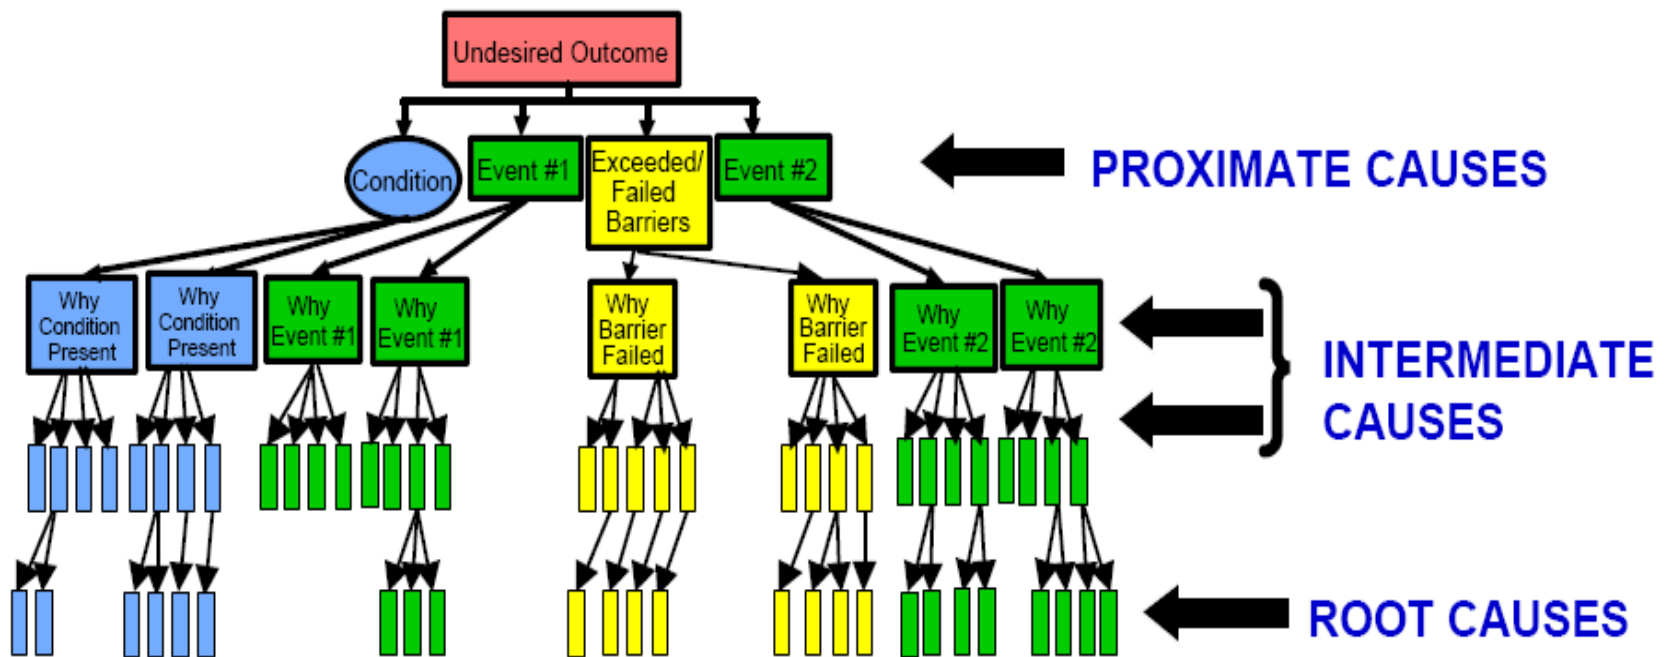 Undesired Outcome
Condition
Event #1
Exceeded/
Failed
Barriers
Event #2
PROXIMATE CAUSES
Why
Condition
Present
Why
Condition
Present
Why
Event #1
Why
Event #1
Why
Barrier
Failed
Why
Barrier
Failed
Why
Event #2
Why
Event #2
INTERMEDIATE
CAUSES
ROOT CAUSES